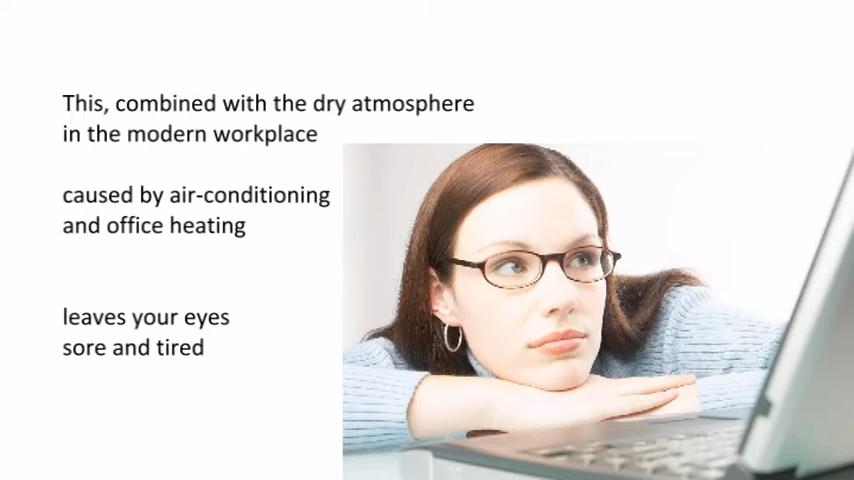 This, combined with the dry atmosphere
in the modern workplace
caused by air-conditioning
and office heating
leaves your eyes
sore and tired